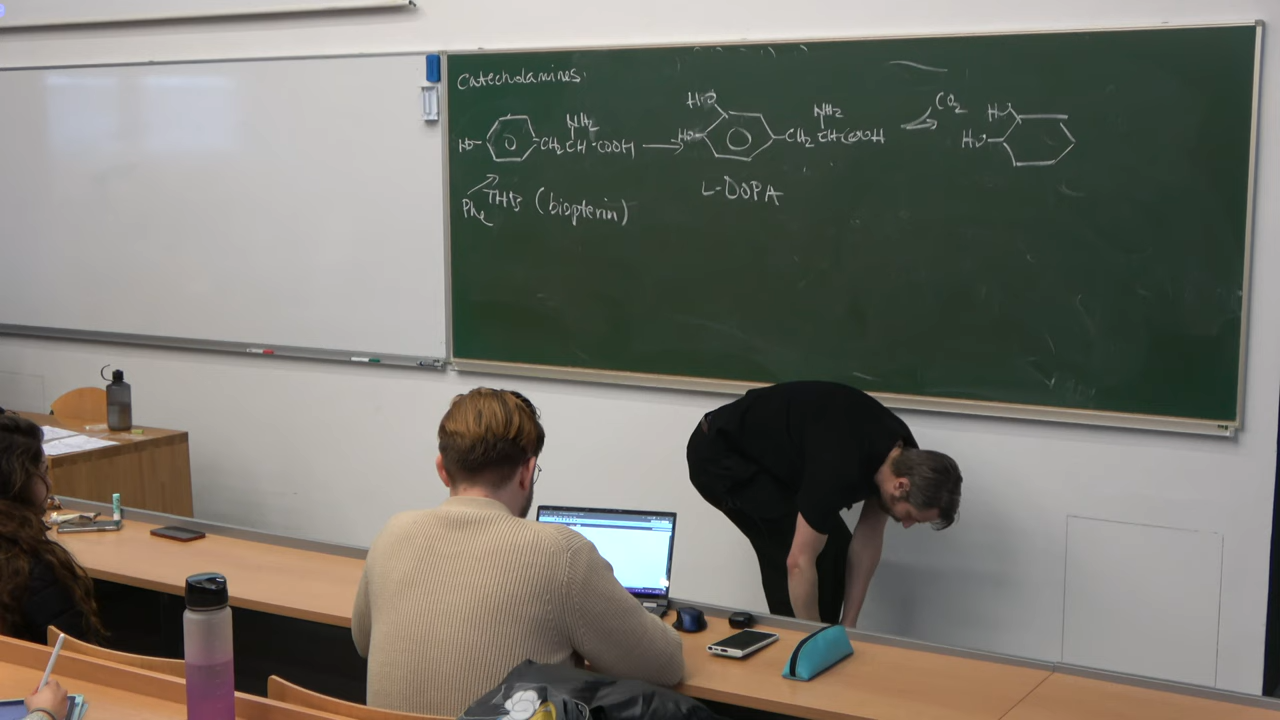 Catecholamines:
HO- CH2 CH COOH
NH2
HO
HO- CH2 CH COOH
NH2
CO2
HO
HO
Phe THB (biopterin)
L-DOPA